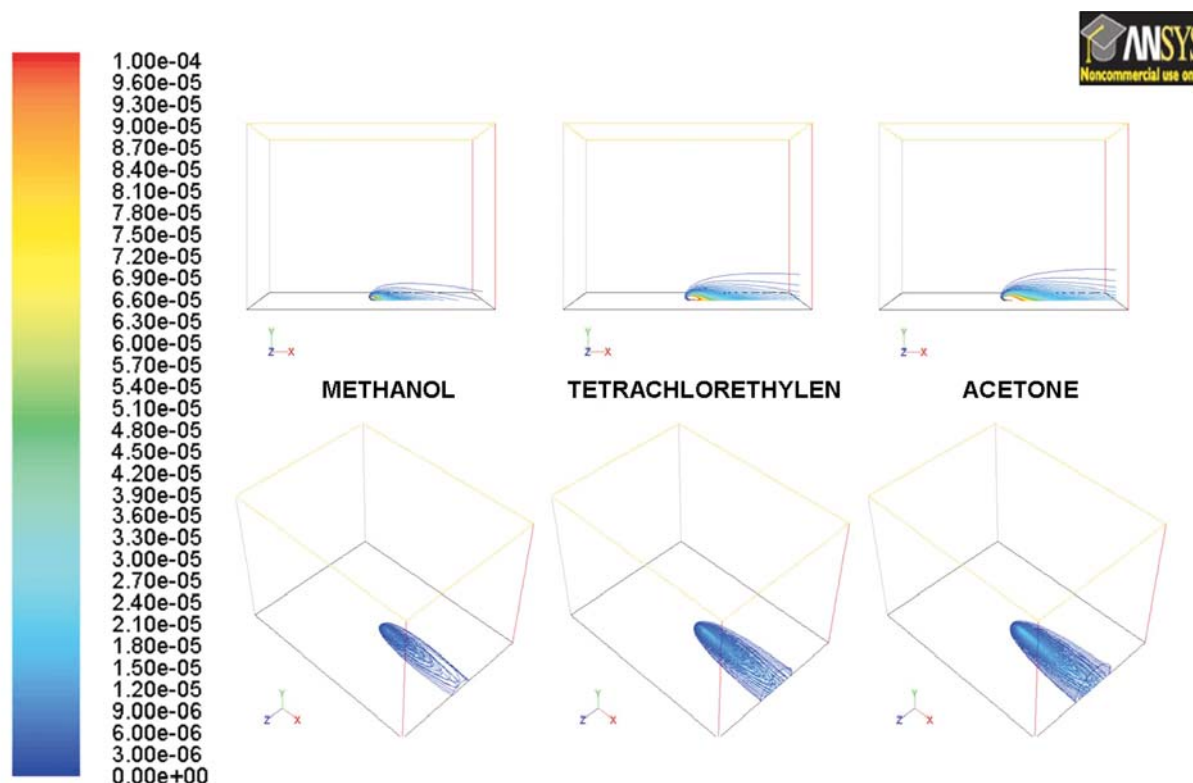 ANSYS
Noncommercial use on
1.00e-04
9.60e-05
9.30e-05
9.00e-05
8.70e-05
8.40e-05
8.10e-05
7.80e-05
7.50e-05
7.20e-05
6.90e-05
6.60e-05
6.30e-05
6.00e-05
5.70e-05
5.40e-05
5.10e-05
4.80e-05
4.50e-05
4.20e-05
3.90e-05
3.60e-05
3.30e-05
3.00e-05
2.70e-05
2.40e-05
2.10e-05
1.80e-05
1.50e-05
1.20e-05
9.00e-06
6.00e-06
3.00e-06
0.00e+00
Y
Z X
Y
Z X
Y
Z X
METHANOL
TETRACHLORETHYLEN
ACETONE
Y
Z X
Y
Z X
Y
Z X